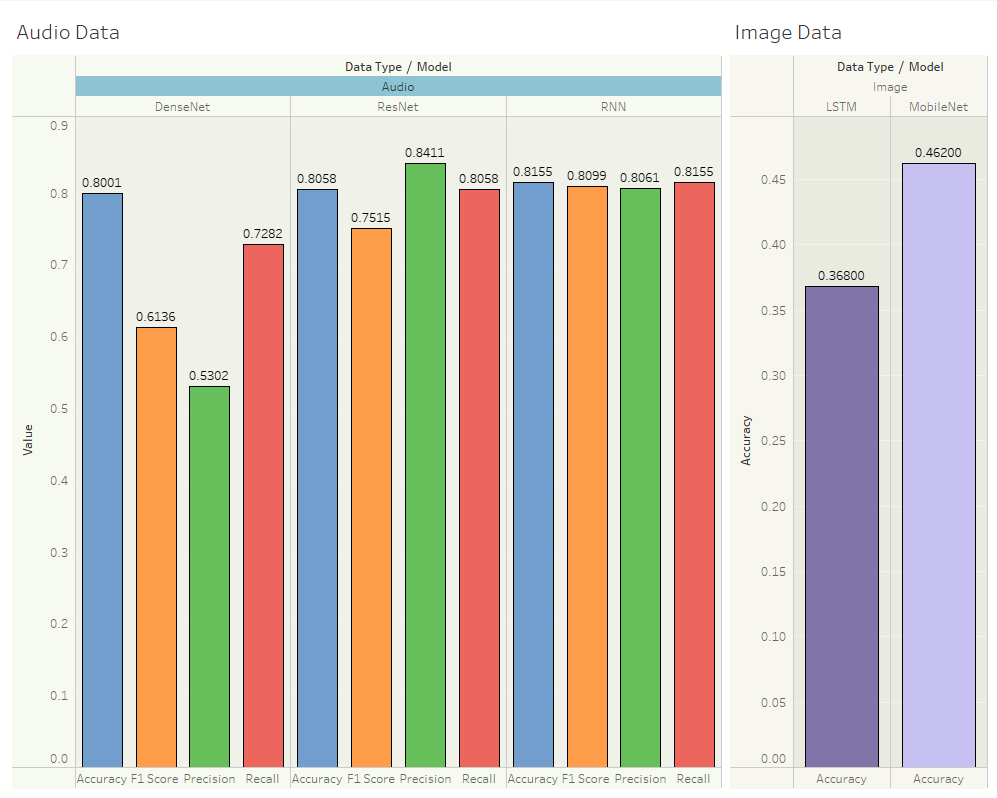 Audio Data
Data Type / Model
Audio
DenseNet ResNet RNN
Value
0.9
0.8
0.7
0.6
0.5
0.4
0.3
0.2
0.1
0.0
0.8001
0.6136
0.5302
0.7282
0.8058
0.7515
0.8411
0.8058
0.8155
0.8099
0.8061
0.8155
Accuracy F1 Score Precision Recall Accuracy F1 Score Precision Recall Accuracy F1 Score Precision Recall
Image Data
Data Type / Model
Image
LSTM MobileNet
Accuracy
0.45
0.40
0.35
0.30
0.25
0.20
0.15
0.10
0.05
0.00
0.36800
0.46200
Accuracy Accuracy